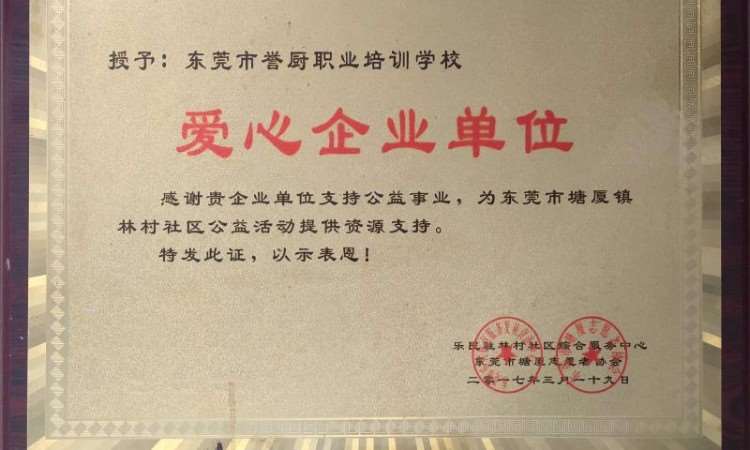 授予：东莞市誉厨职业培训学校
爱心企业单位
感谢贵企业单位支持公益事业，为东莞市塘厦镇
林村社区公益活动提供资源支持。
特发此证，以示表恩！
乐民驻林村社区综合服务中心
东莞市塘厦志愿者协会
二零一七年三月一十九日